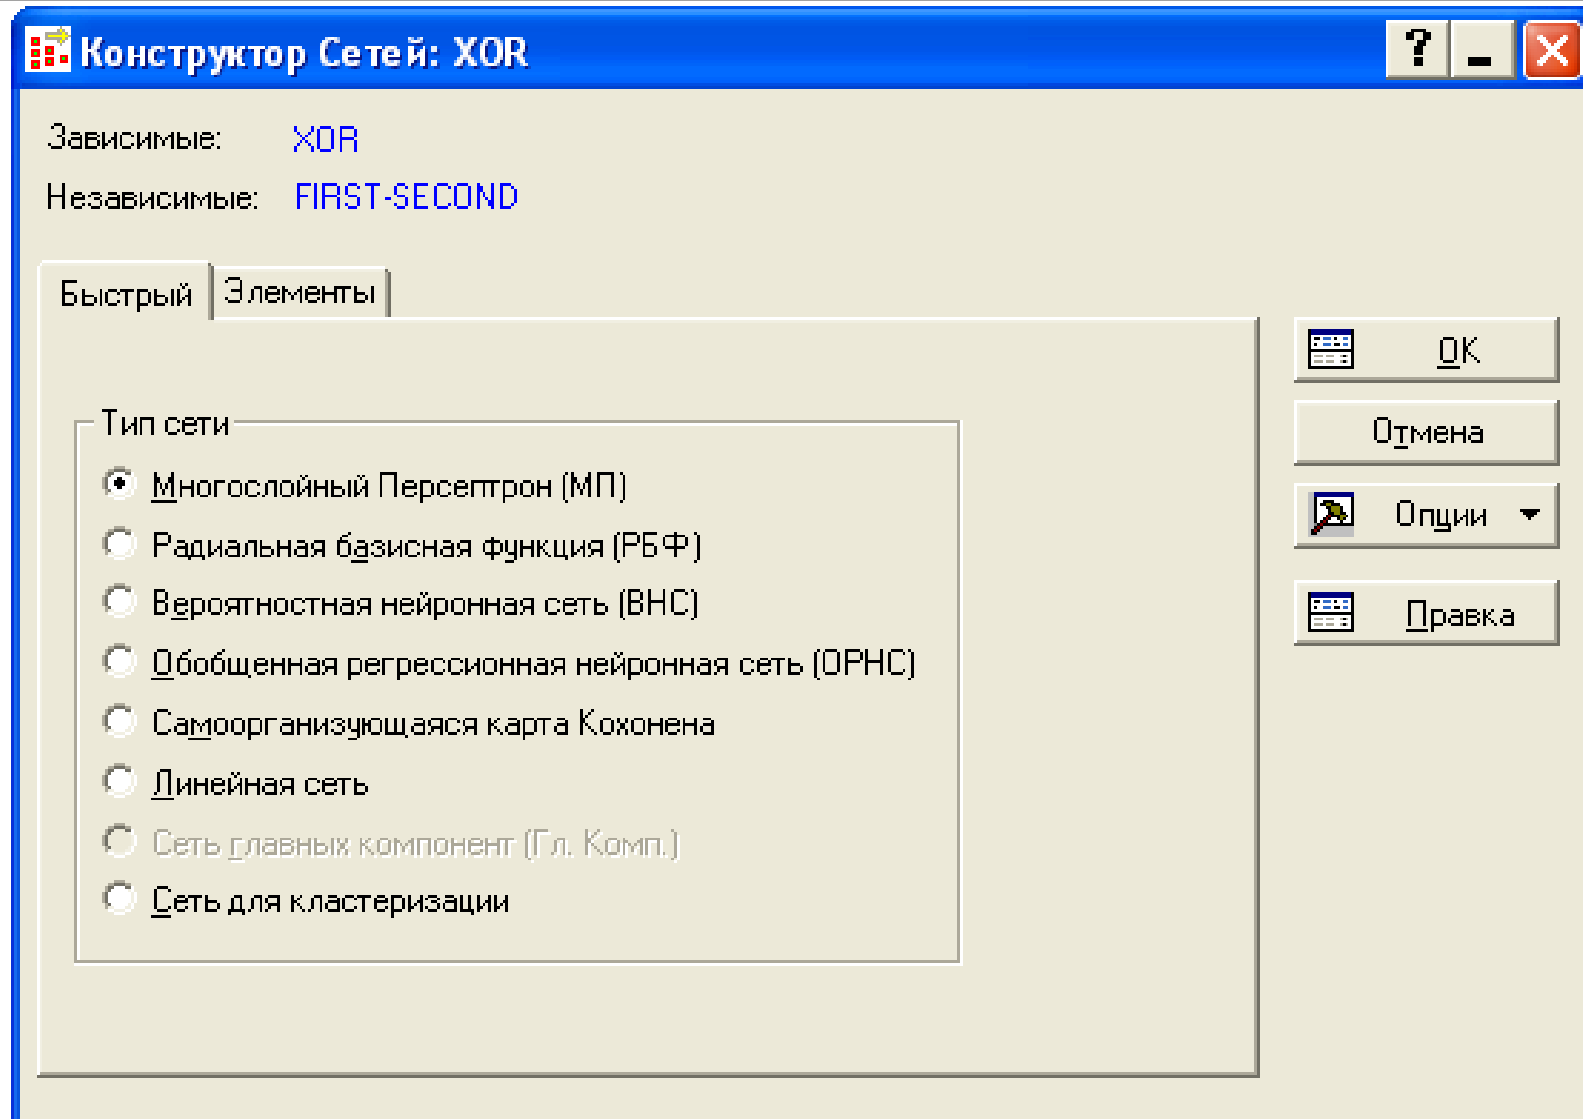 Конструктор Сетей: XOR
Зависимые: XOR
Независимые: FIRST-SECOND
Быстрый Элементы
Тип сети
Многослойный Персептрон (МП)
Радиальная базисная функция (РБФ)
Вероятностная нейронная сеть (ВНС)
Обобщенная регрессионная нейронная сеть (ОРНС)
Самоорганизующаяся карта Кохонена
Линейная сеть
Сеть главных компонент (Гл. Комп.)
Сеть для кластеризации
OK
Отмена
Опции
Правка